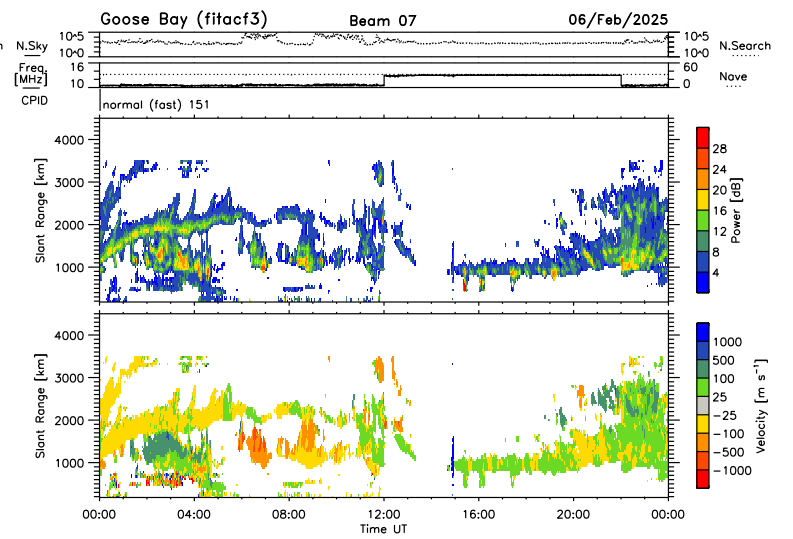 Goose Bay (fitacf3) Beam 07 06/Feb/2025
n N.Sky 10^5 10^0 10^5 10^0 N.Search
Freq. [MHz] 16 10 60 0 Nave
CPID normal (fast) 151
Slant Range [km] 4000 3000 2000 1000
Power [dB] 28 24 20 16 12 8 4
Slant Range [km] 4000 3000 2000 1000
Velocity [m s⁻¹] 1000 500 100 25 −25 −100 −500 −1000
00:00 04:00 08:00 12:00 16:00 20:00 00:00
Time UT